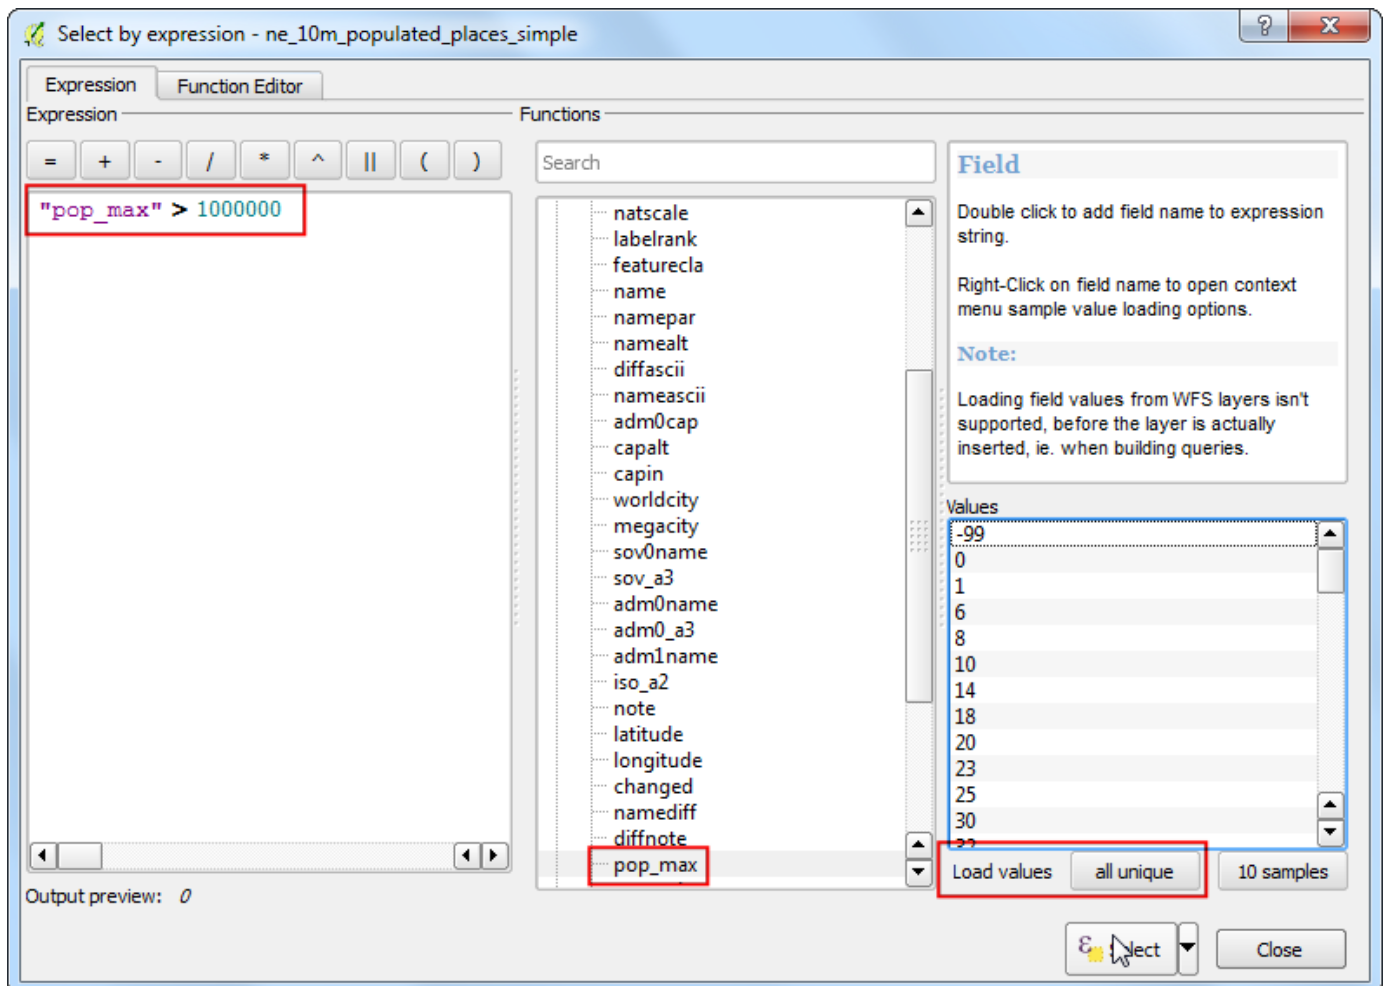 Select by expression - ne_10m_populated_places_simple
?
X
Expression
Function Editor
Expression
= + - / * ^ || ( )
"pop_max" > 1000000
Output preview: 0
Functions
Search
natscale
labelrank
featurecla
name
namepar
namealt
diffascii
nameascii
adm0cap
capalt
capin
worldcity
megacity
sov0name
sov_a3
adm0name
adm0_a3
adm1name
iso_a2
note
latitude
longitude
changed
namediff
diffnote
pop_max
Field
Double click to add field name to expression
string.
Right-Click on field name to open context
menu sample value loading options.
Note:
Loading field values from WFS layers isn't
supported, before the layer is actually
inserted, ie. when building queries.
Values
-99
0
1
6
8
10
14
18
20
23
25
30
Load values all unique 10 samples
Select Close